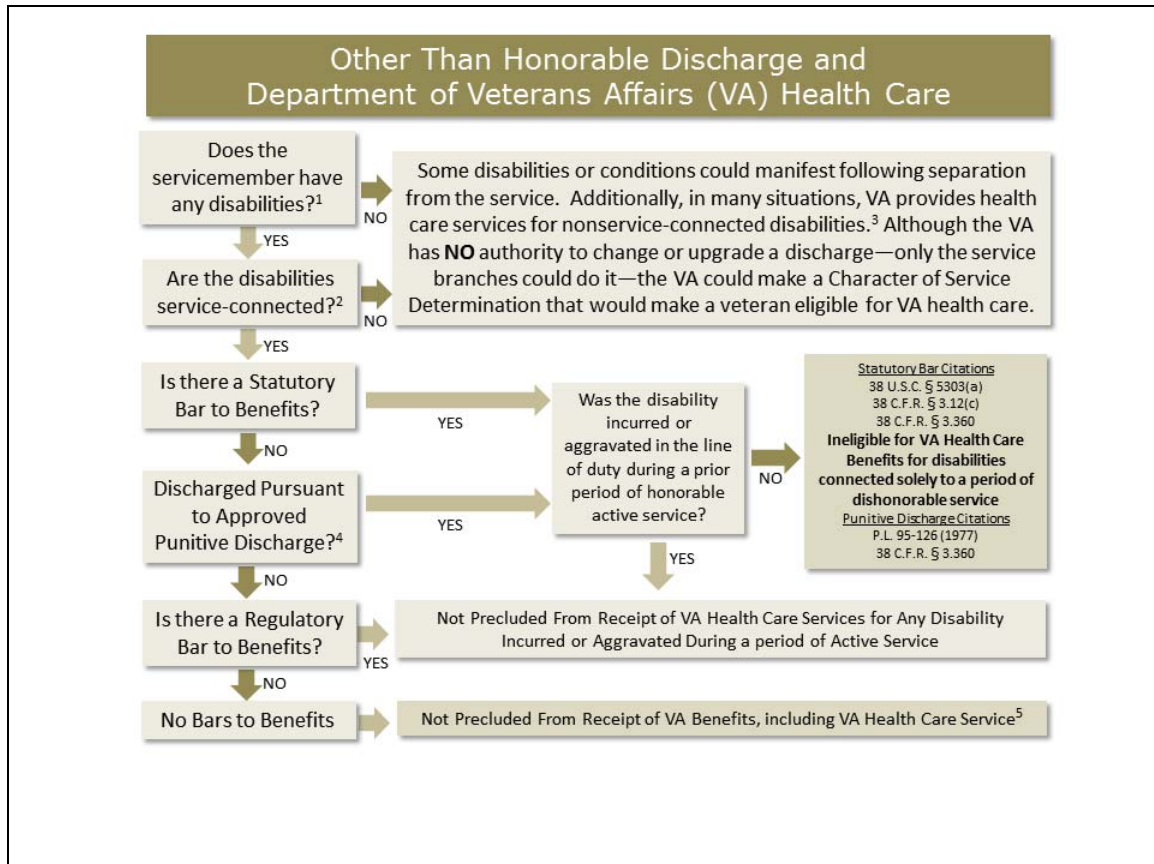 Other Than Honorable Discharge and
Department of Veterans Affairs (VA) Health Care
Does the
servicemember have
any disabilities?1
NO
YES
Some disabilities or conditions could manifest following separation
from the service. Additionally, in many situations, VA provides health
care services for nonservice-connected disabilities.3 Although the VA
has NO authority to change or upgrade a discharge—only the service
branches could do it—the VA could make a Character of Service
Determination that would make a veteran eligible for VA health care.
Are the disabilities
service-connected?2
NO
YES
Is there a Statutory
Bar to Benefits?
YES
NO
Was the disability
incurred or
aggravated in the line
of duty during a prior
period of honorable
active service?
NO
YES
Statutory Bar Citations
38 U.S.C. § 5303(a)
38 C.F.R. § 3.12(c)
38 C.F.R. § 3.360
Ineligible for VA Health Care
Benefits for disabilities
connected solely to a period of
dishonorable service
Punitive Discharge Citations
P.L. 95-126 (1977)
38 C.F.R. § 3.360
Discharged Pursuant
to Approved
Punitive Discharge?4
YES
NO
Is there a Regulatory
Bar to Benefits?
YES
NO
Not Precluded From Receipt of VA Health Care Services for Any Disability
Incurred or Aggravated During a period of Active Service
No Bars to Benefits
Not Precluded From Receipt of VA Benefits, including VA Health Care Service5